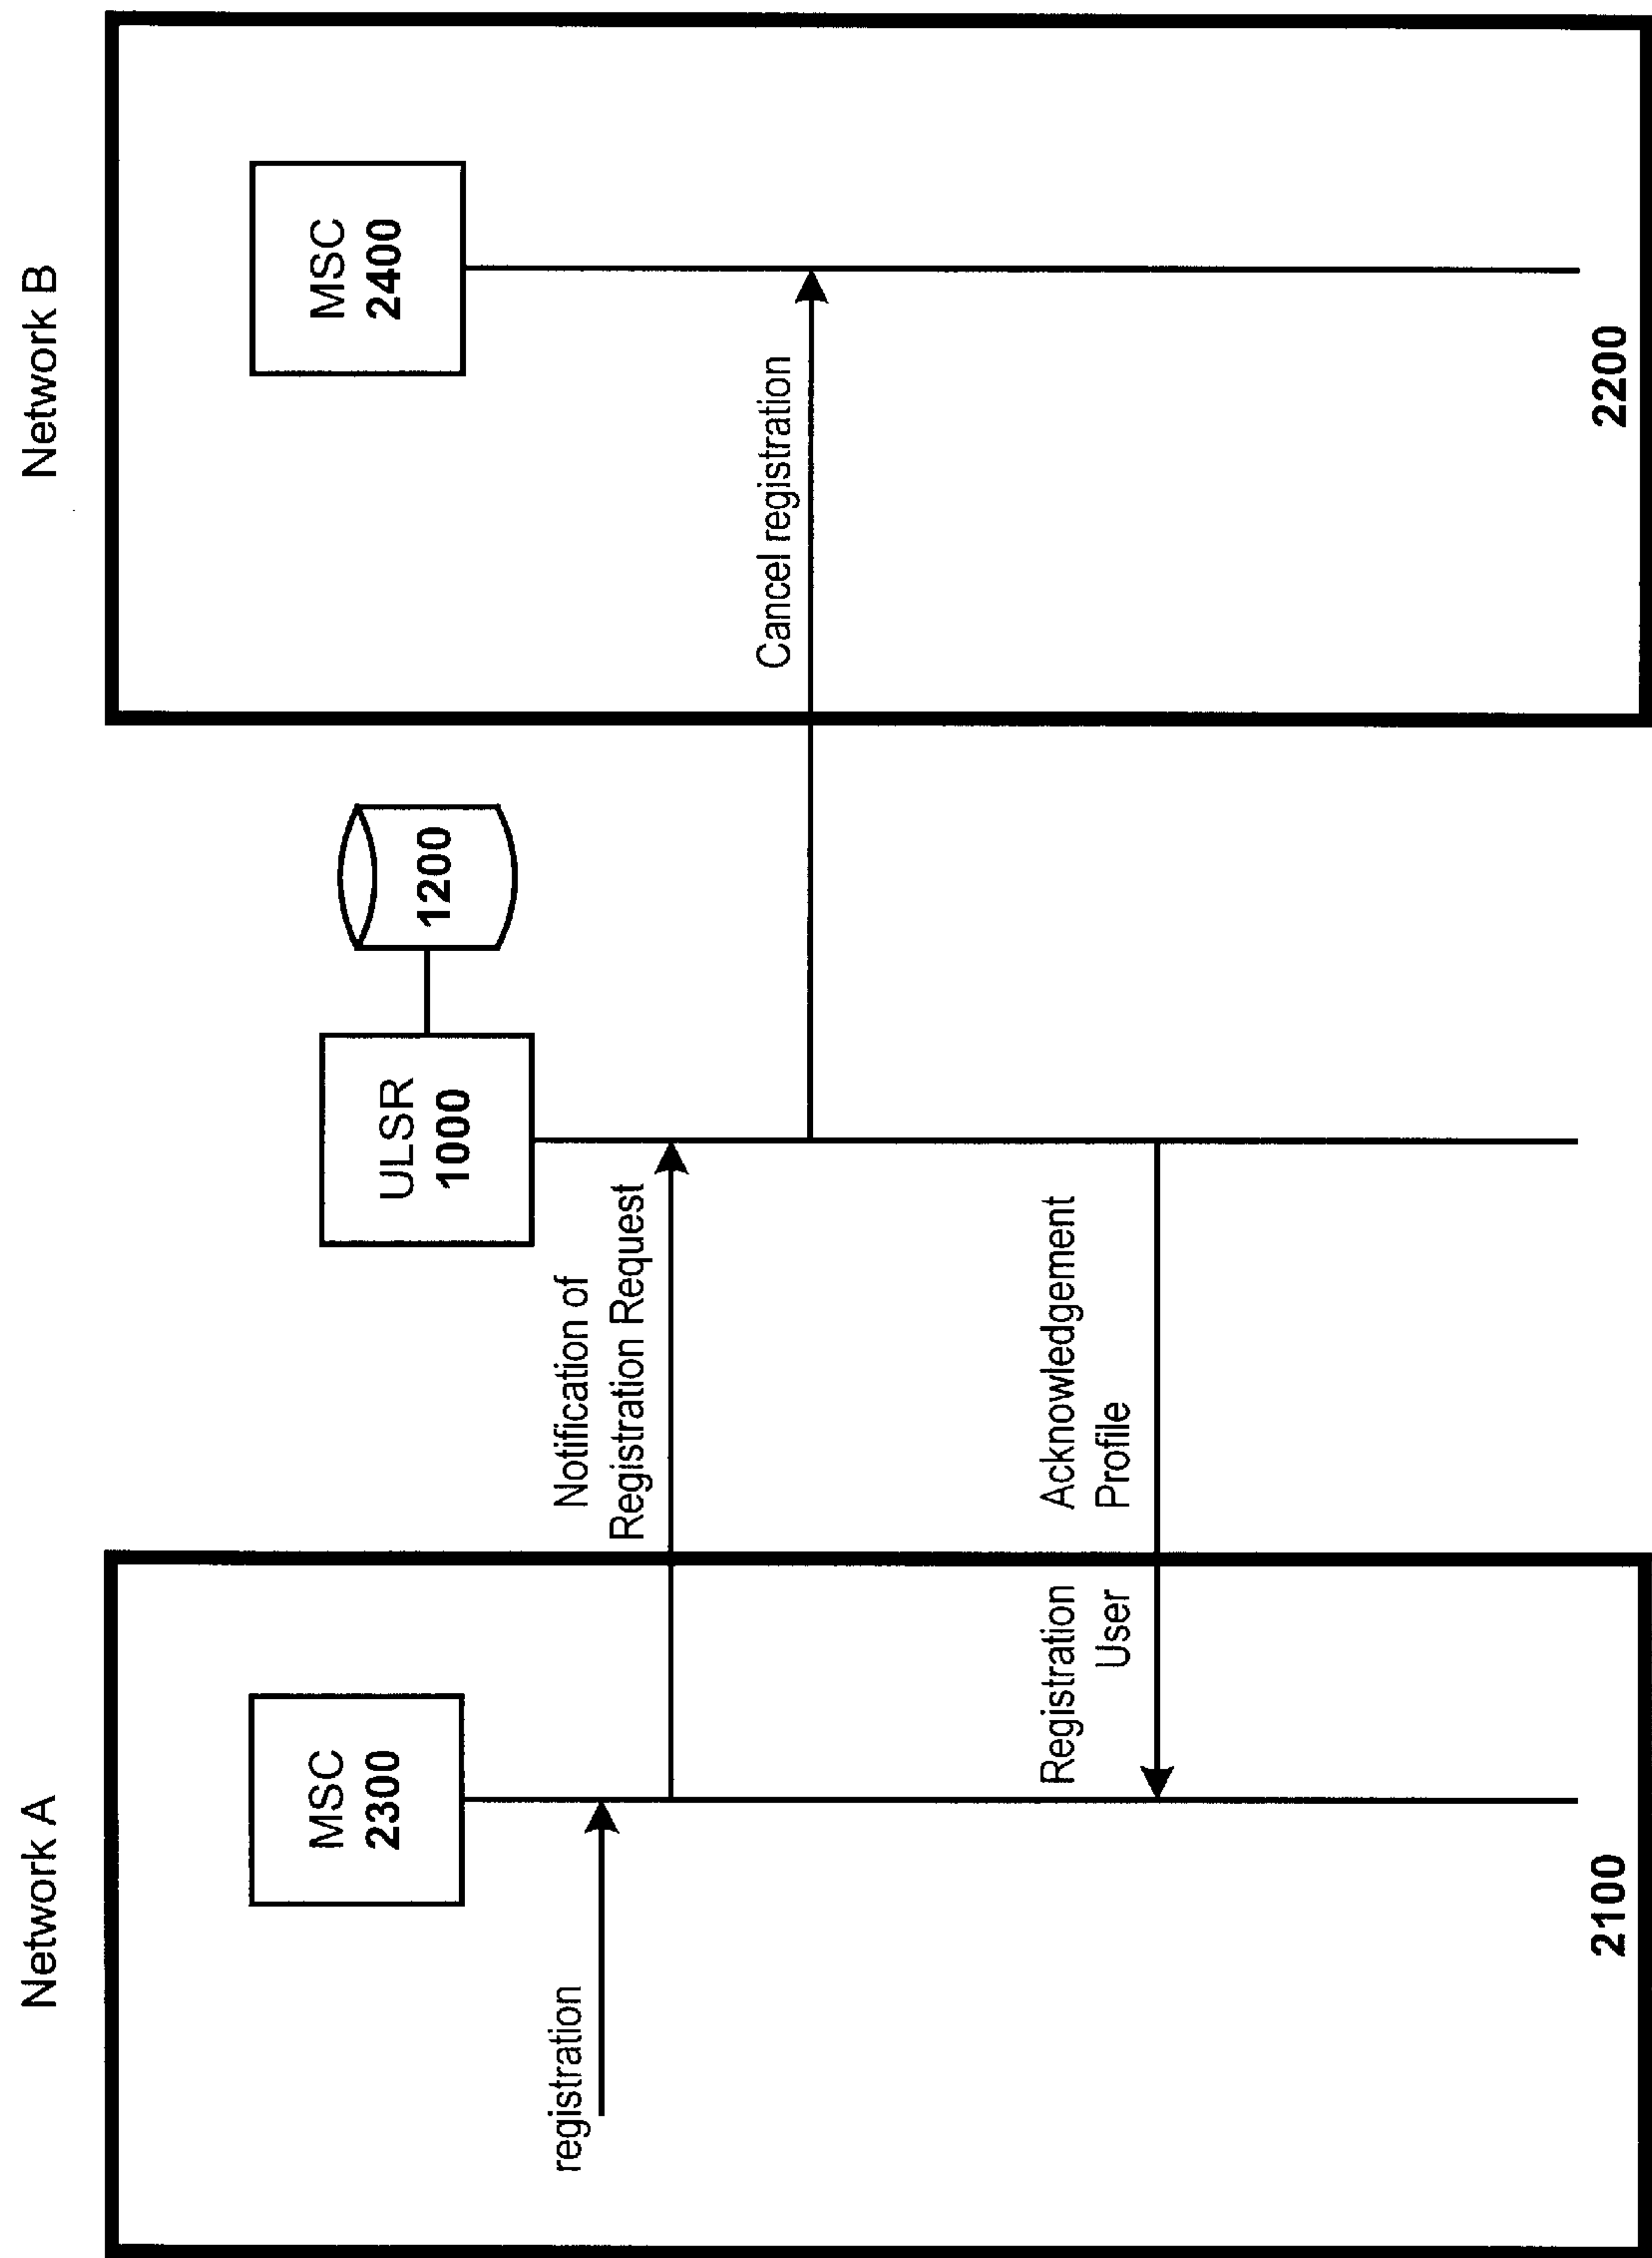 Network A
Network B
MSC
2300
ULSR
1000
1200
MSC
2400
registration
Notification of
Registration Request
Cancel registration
Registration Acknowledgement
User Profile
2100
2200